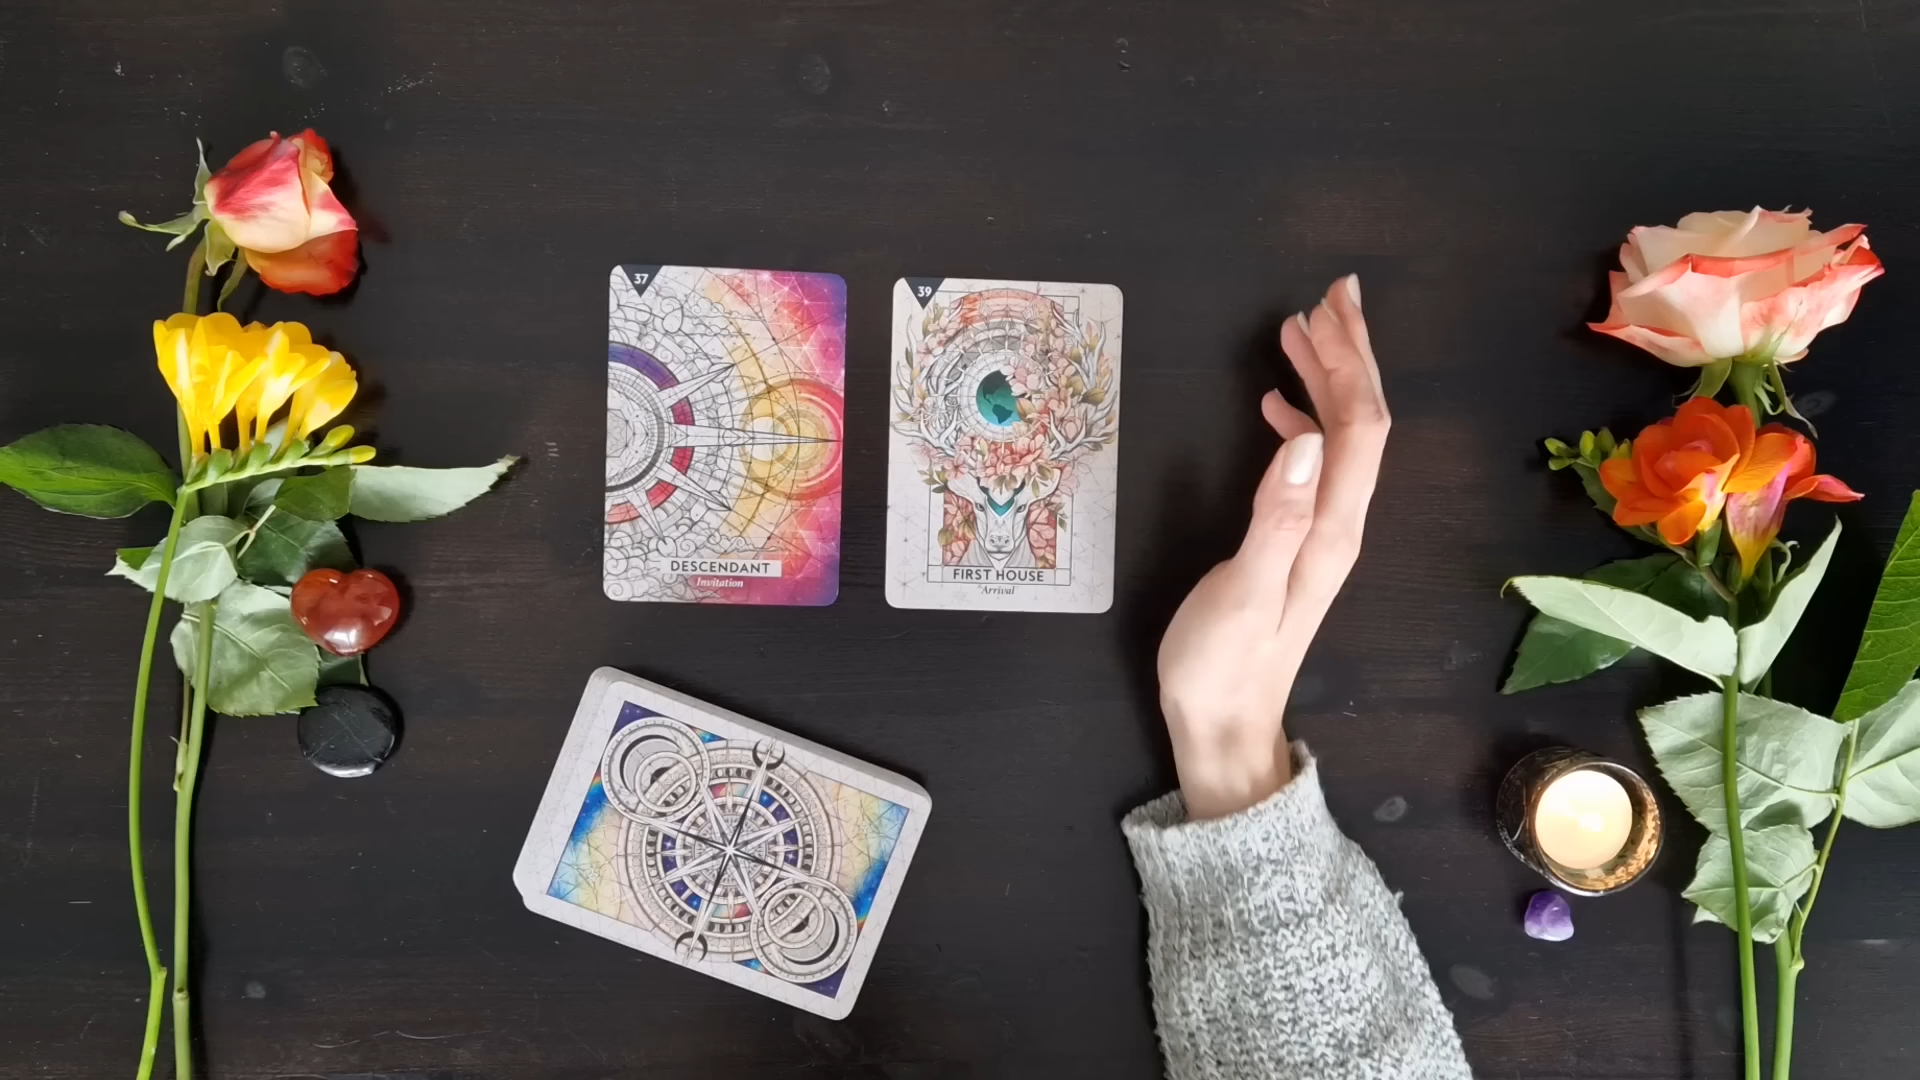 37
DESCENDANT
Invitation
39
FIRST HOUSE
Arrival